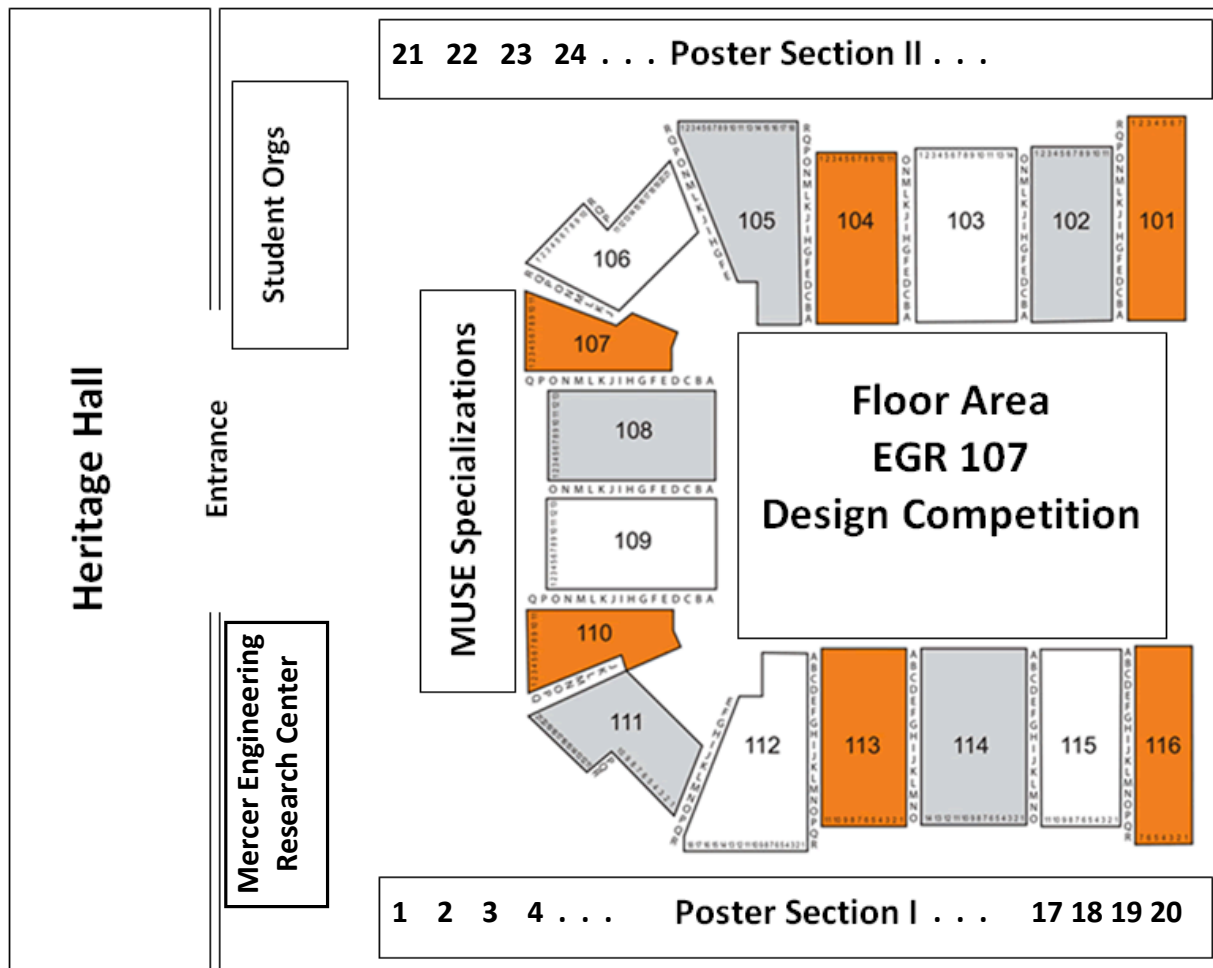 21 22 23 24 . . . Poster Section II . . .
Heritage Hall
Entrance
Student Orgs
MUSE Specializations
Mercer Engineering
Research Center
101
102
103
104
105
106
107
108
109
110
111
112
113
114
115
116
Q P O N M L K J I H G F E D C B A
O N M L K J I H G F E D C B A
Q P O N M L K J I H G F E D C B A
Floor Area
EGR 107
Design Competition
1 2 3 4 . . . Poster Section I . . . 17 18 19 20